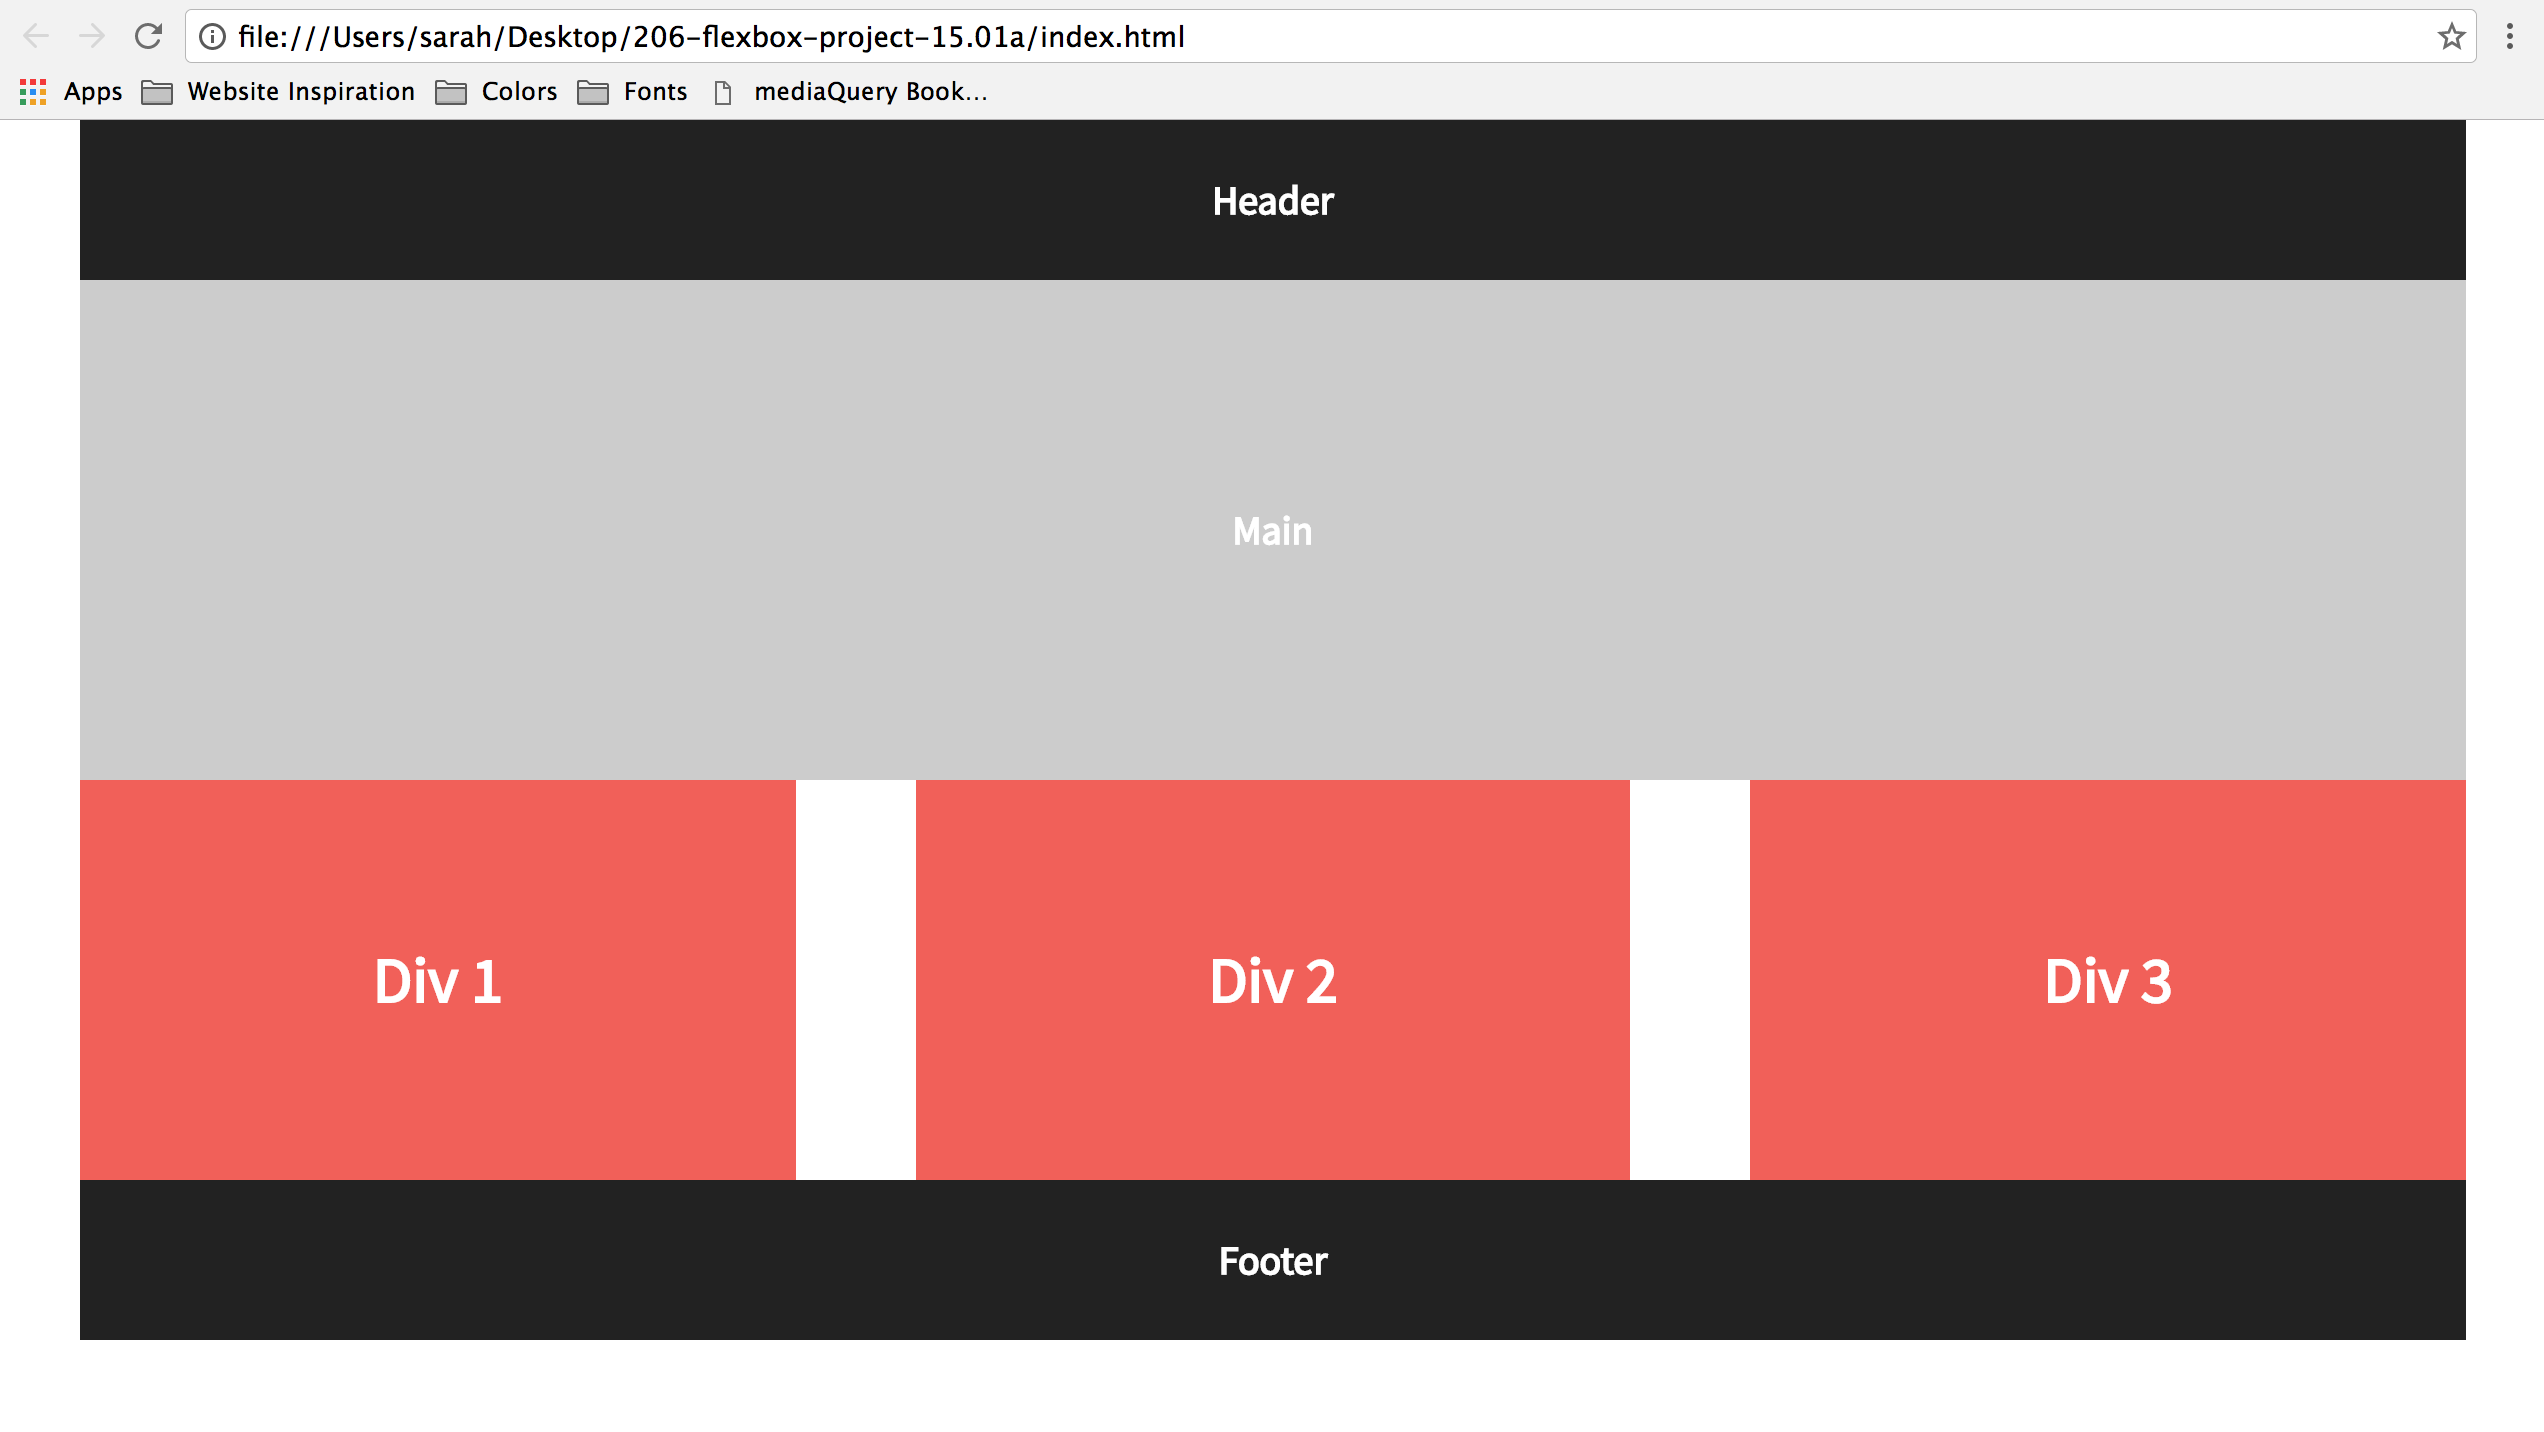 file:///Users/sarah/Desktop/206-flexbox-project-15.01a/index.html
Apps Website Inspiration Colors Fonts mediaQuery Book...
Header
Main
Div 1 Div 2 Div 3
Footer